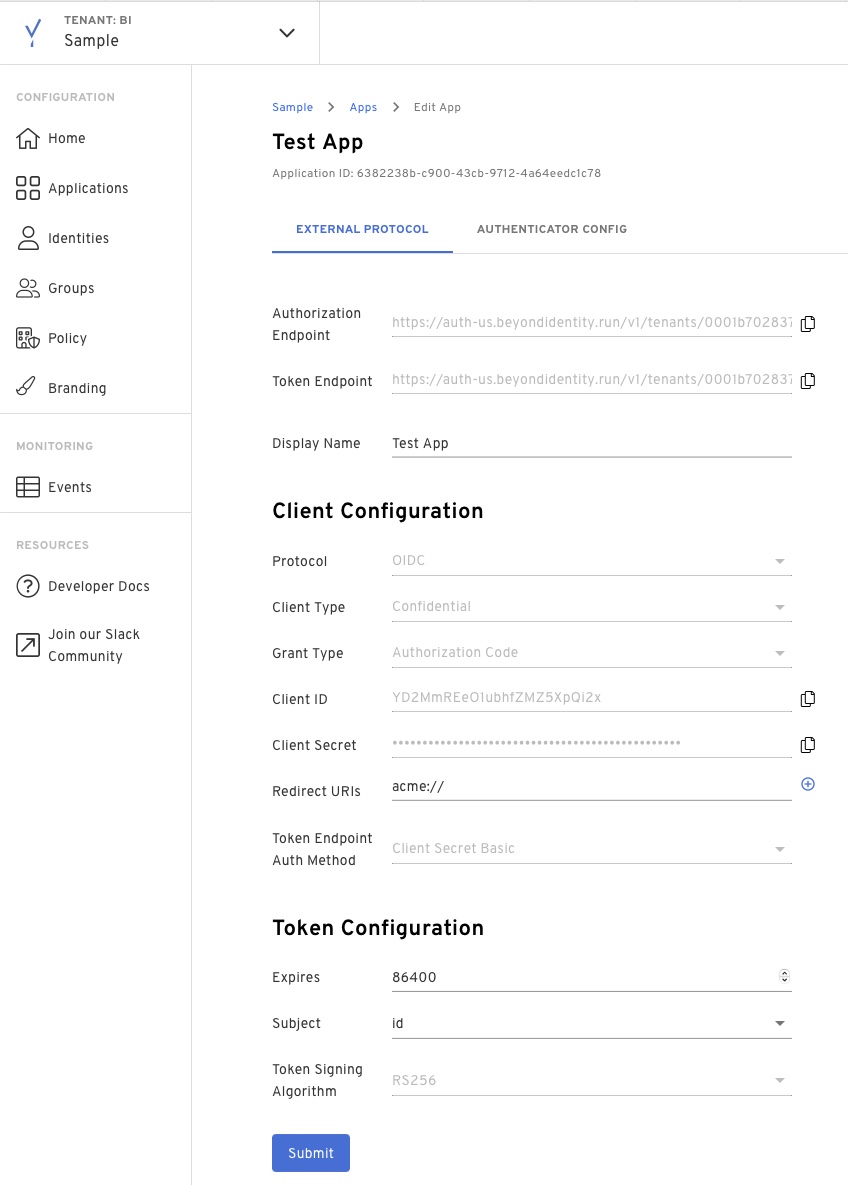 TENANT: BI
Sample
CONFIGURATION
Home
Applications
Identities
Groups
Policy
Branding
MONITORING
Events
RESOURCES
Developer Docs
Join our Slack
Community
Sample > Apps > Edit App
Test App
Application ID: 6382238b-c900-43cb-9712-4a64eedc1c78
EXTERNAL PROTOCOL AUTHENTICATOR CONFIG
Authorization
Endpoint
https://auth-us.beyondidentity.run/v1/tenants/0001b702837
Token Endpoint https://auth-us.beyondidentity.run/v1/tenants/0001b702837
Display Name Test App
Client Configuration
Protocol OIDC
Client Type Confidential
Grant Type Authorization Code
Client ID YD2MmREeO1ubhfZMZ5XpQi2x
Client Secret ••••••••••••••••••••••••••••••••••••••••••••••••
Redirect URIs acme://
Token Endpoint
Auth Method
Client Secret Basic
Token Configuration
Expires 86400
Subject id
Token Signing
Algorithm
RS256
Submit